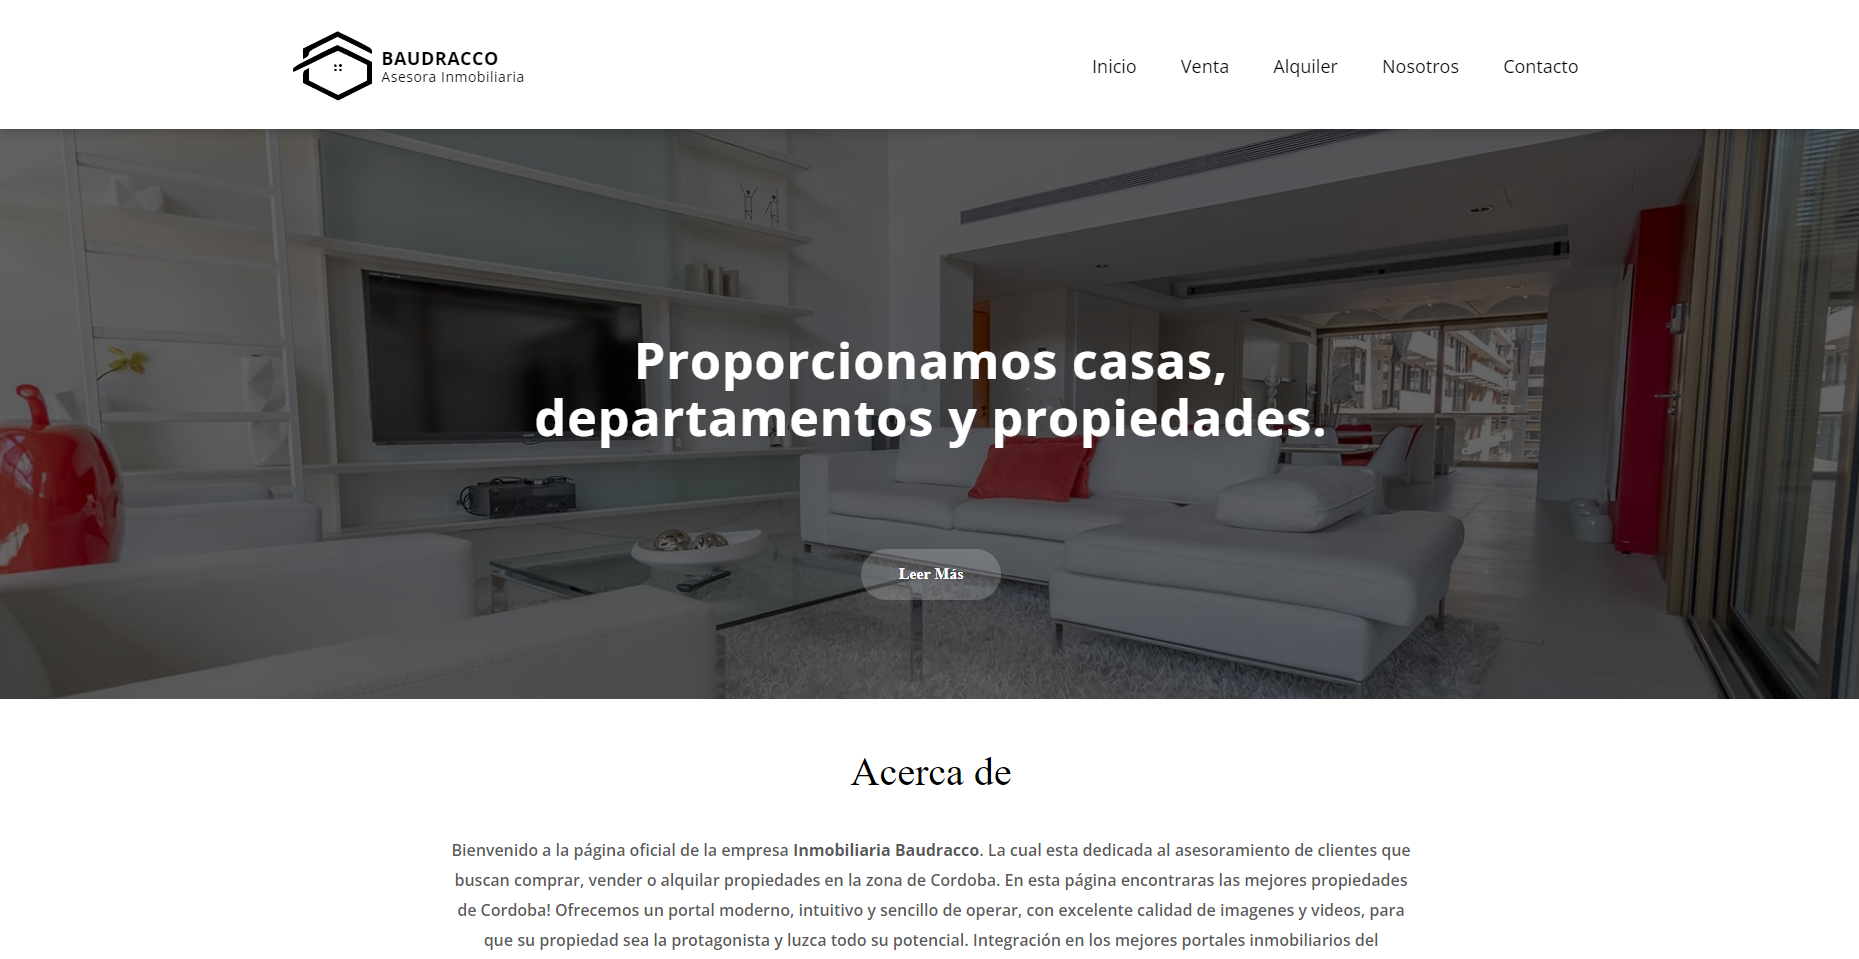 BAUDRACCO
Asesora Inmobiliaria
Inicio Venta Alquiler Nosotros Contacto
Proporcionamos casas,
departamentos y propiedades.
Leer Más
Acerca de
Bienvenido a la página oficial de la empresa Inmobiliaria Baudracco. La cual esta dedicada al asesoramiento de clientes que
buscan comprar, vender o alquilar propiedades en la zona de Cordoba. En esta página encontraras las mejores propiedades
de Cordoba! Ofrecemos un portal moderno, intuitivo y sencillo de operar, con excelente calidad de imagenes y videos, para
que su propiedad sea la protagonista y luzca todo su potencial. Integración en los mejores portales inmobiliarios del